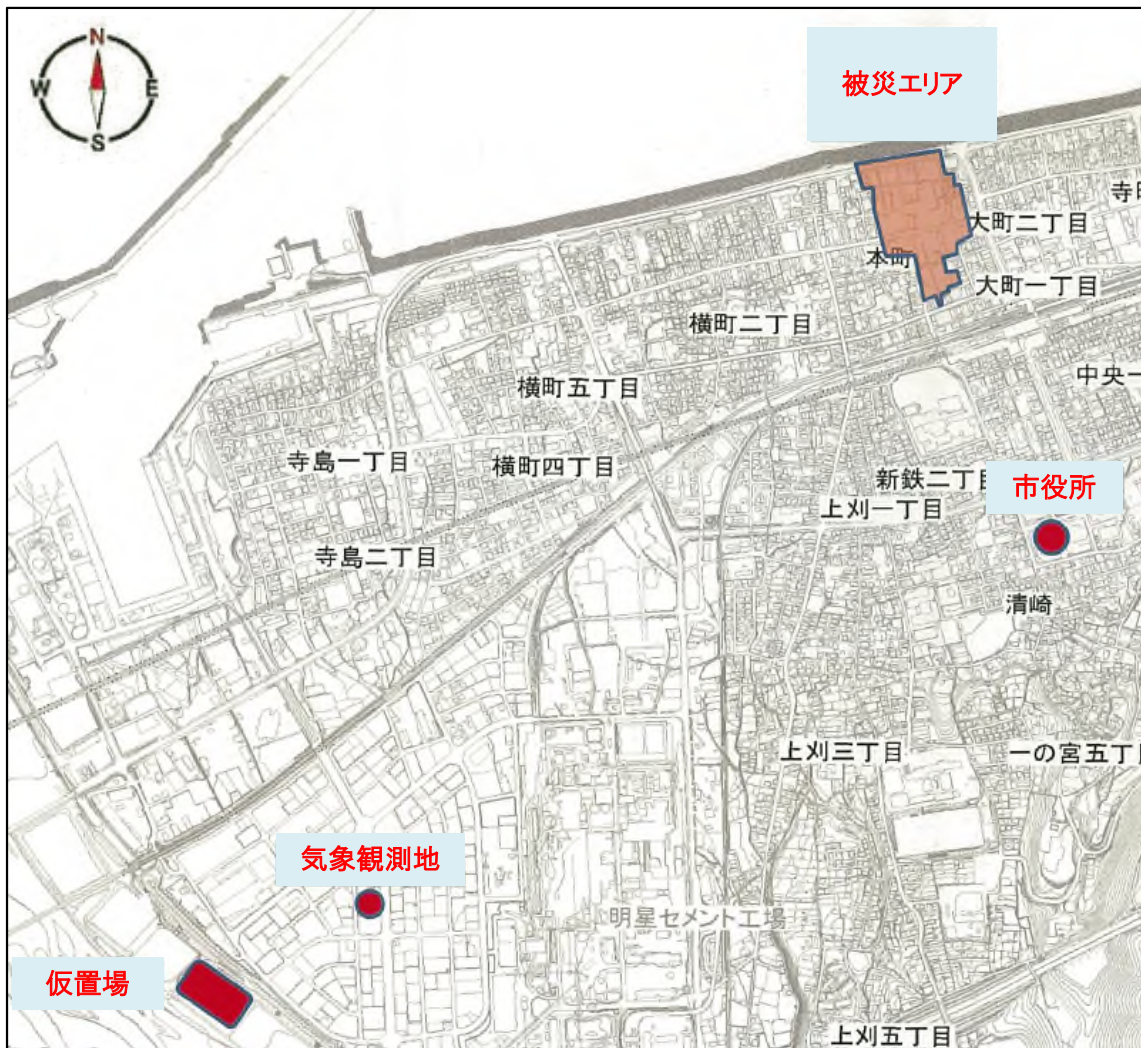 N
W
E
S
被災エリア
寺町
大町二丁目
本町
大町一丁目
横町二丁目
中央一
横町五丁目
寺島一丁目
横町四丁目
新鉄二丁目
市役所
上刈一丁目
寺島二丁目
清崎
上刈三丁目
一の宮五丁目
気象観測地
明星セメント工場
仮置場
上刈五丁目